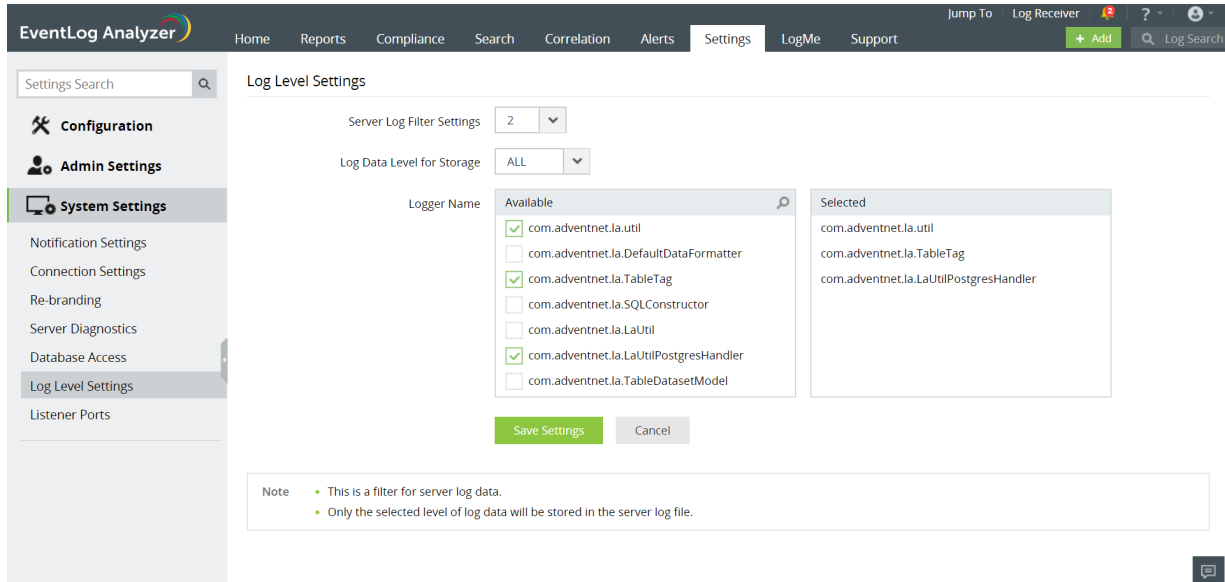 Jump To Log Receiver 2 ?
EventLog Analyzer
Home Reports Compliance Search Correlation Alerts Settings LogMe Support + Add Log Search
Settings Search
Configuration
Admin Settings
System Settings
Notification Settings
Connection Settings
Re-branding
Server Diagnostics
Database Access
Log Level Settings
Listener Ports
Log Level Settings
Server Log Filter Settings 2
Log Data Level for Storage ALL
Logger Name
Available
com.adventnet.la.util
com.adventnet.la.DefaultDataFormatter
com.adventnet.la.TableTag
com.adventnet.la.SQLConstructor
com.adventnet.la.LaUtil
com.adventnet.la.LaUtilPostgresHandler
com.adventnet.la.TableDatasetModel
Selected
com.adventnet.la.util
com.adventnet.la.TableTag
com.adventnet.la.LaUtilPostgresHandler
Save Settings Cancel
Note
• This is a filter for server log data.
• Only the selected level of log data will be stored in the server log file.